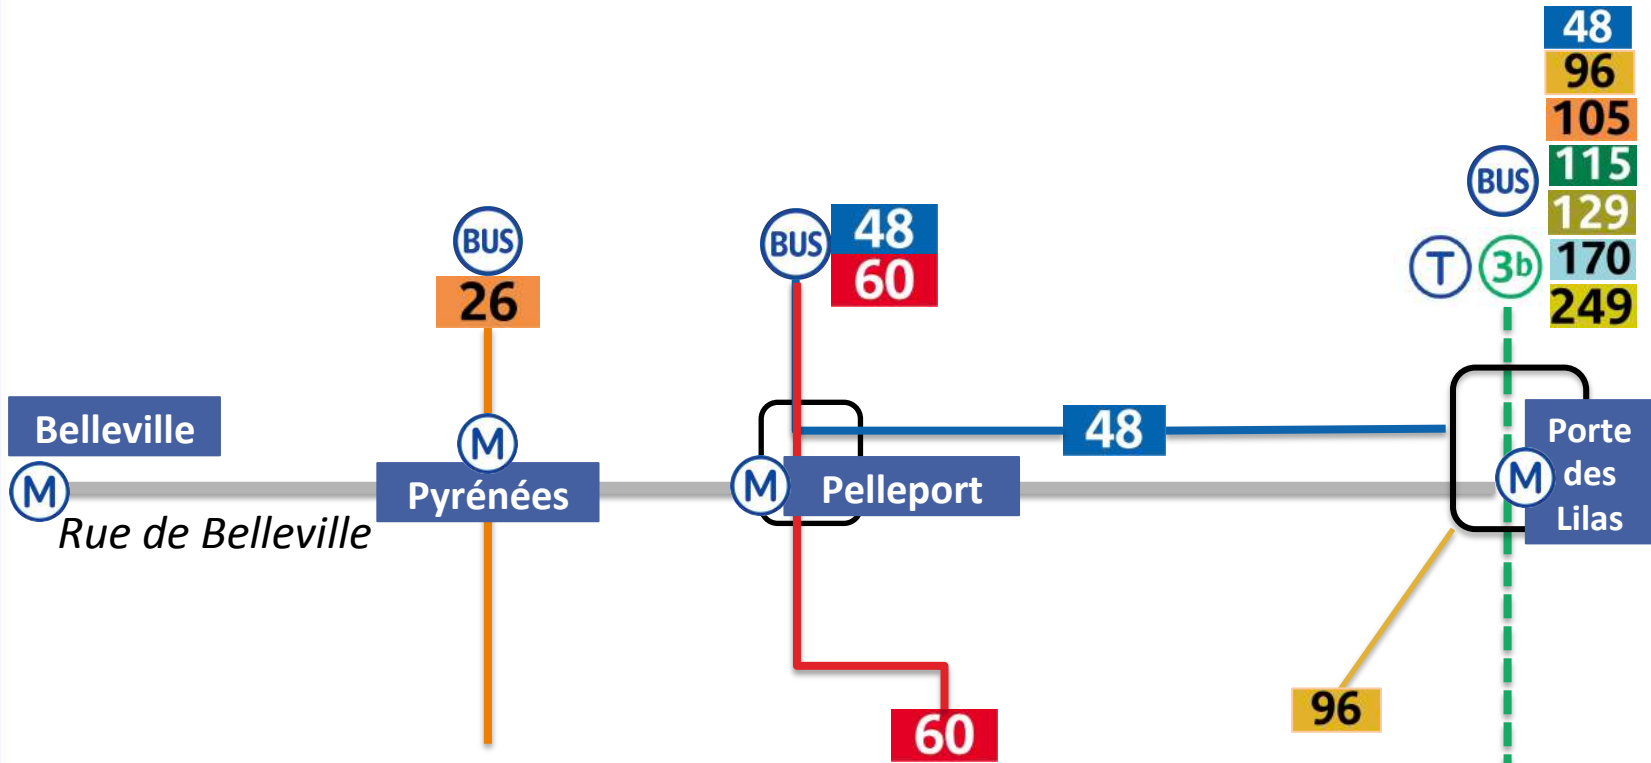 48
96
105
BUS
115
129
T
3b
170
249
BUS
26
BUS
48
60
Belleville
M
Rue de Belleville
M
Pyrénées
M
Pelleport
48
M
Porte
des
Lilas
60
96